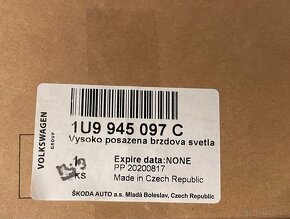 VOLKSWAGEN
GROUP
1U9 945 097 C
Vysoko posazena brzdova svetla
KS
Expire data:NONE
PP 20200817
Made in Czech Republic
ŠKODA AUTO a.s. Mladá Boleslav, Czech Republic